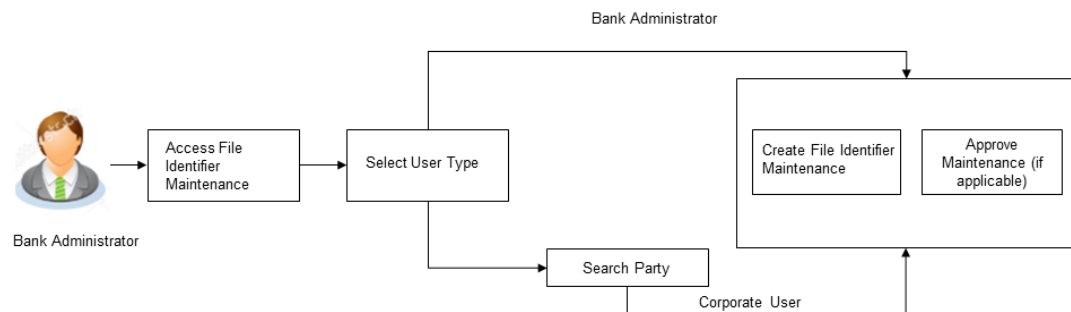 Bank Administrator
Access File
Identifier
Maintenance
Select User Type
Create File Identifier
Maintenance
Approve
Maintenance (if
applicable)
Bank Administrator
Search Party
Corporate User